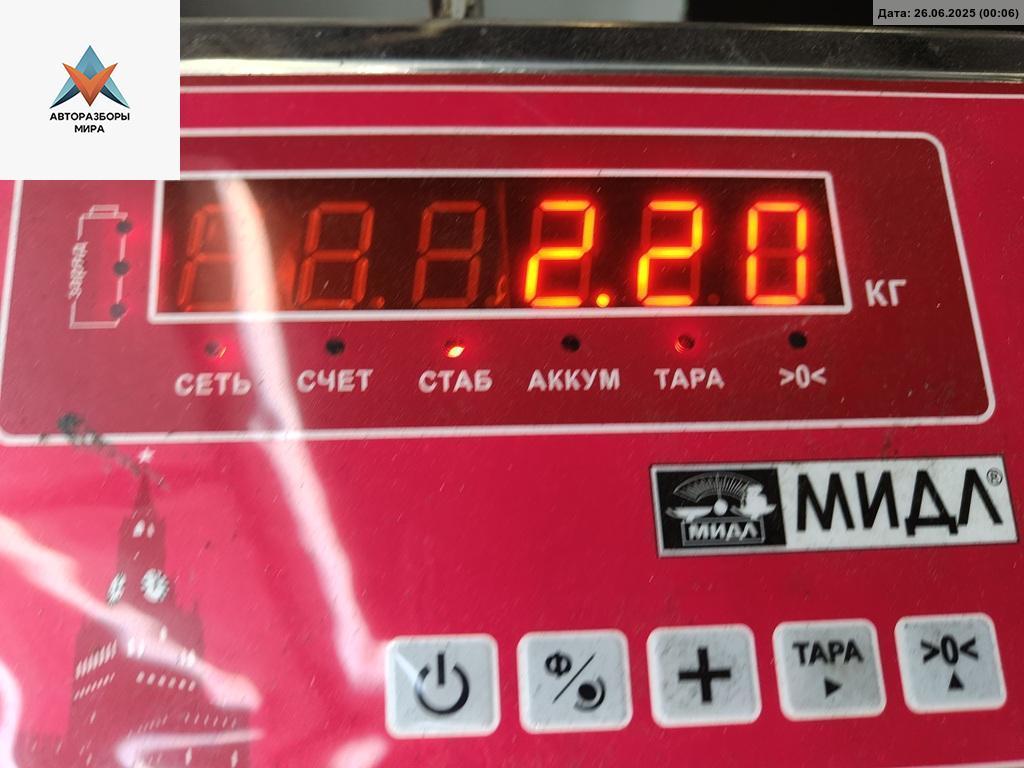 Дата: 26.06.2025 (00:06)
АВТОРАЗБОРЫ
МИРА
заряд
2.20
КГ
СЕТЬ СЧЕТ СТАБ АККУМ ТАРА >0<
МИДЛ МИДЛ®
Ф ТАРА >0<